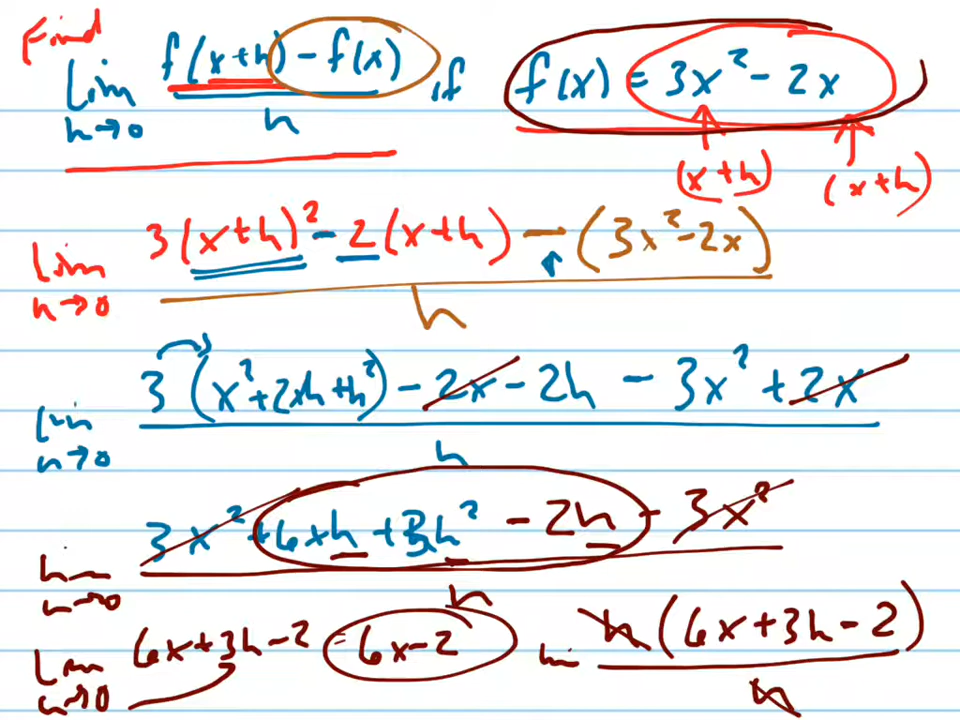 Find
Lim h→0 f(x+h) - f(x) / h if f(x) = 3x² - 2x
(x+h) (x+h)
Lim h→0 3(x+h)² - 2(x+h) - (3x² - 2x) / h
Lim h→0 3(x² + 2xh + h²) - 2x - 2h - 3x² + 2x / h
lim h→0 3x² + 6xh + 3h² - 2h - 3x² / h
Lim h→0 6x + 3h - 2 = 6x - 2 lim h(6x + 3h - 2) / h